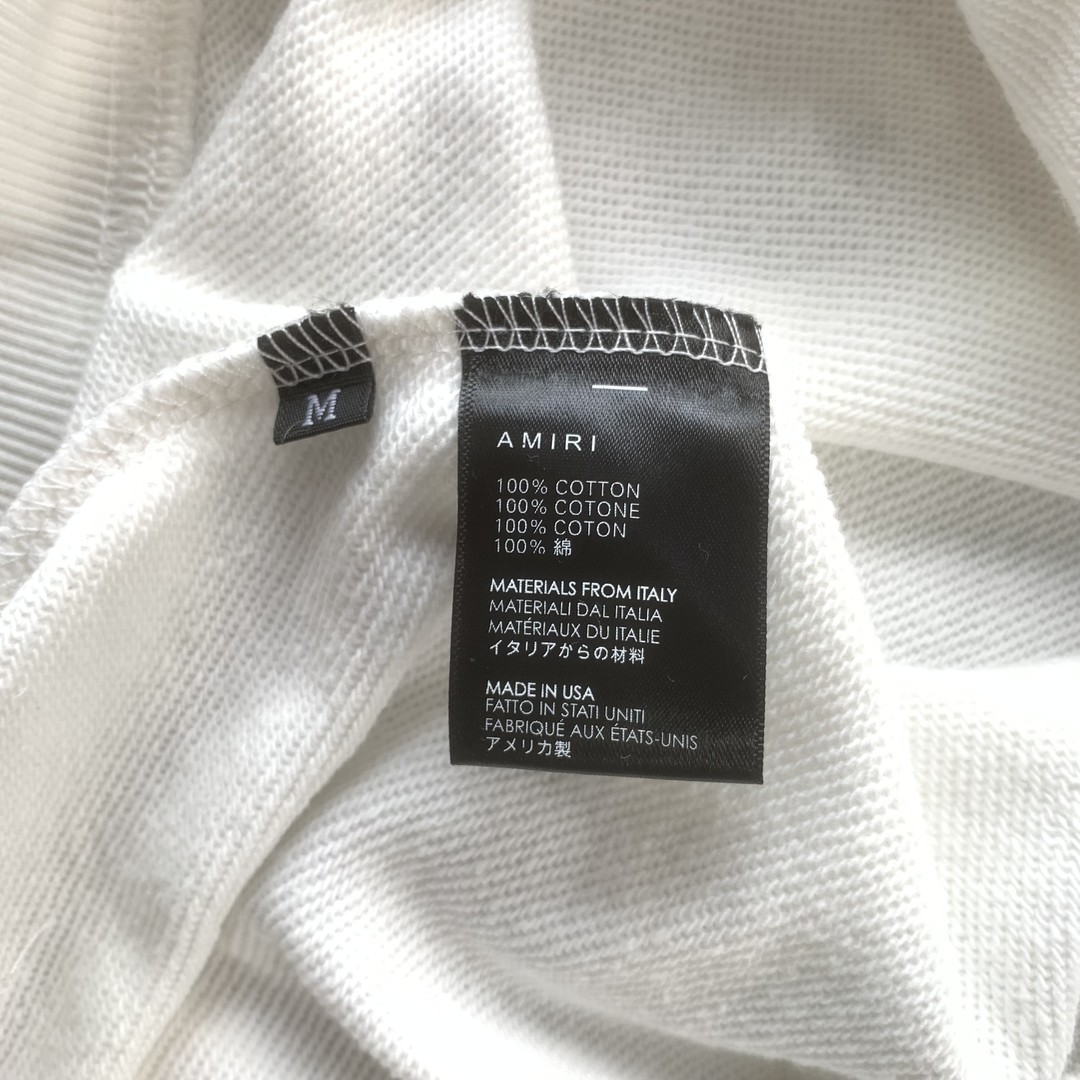 M
AMIRI
100% COTTON
100% COTONE
100% COTON
100% 綿
MATERIALS FROM ITALY
MATERIALI DAL ITALIA
MATÉRIAUX DU ITALIE
イタリアからの材料
MADE IN USA
FATTO IN STATI UNITI
FABRIQUÉ AUX ÉTATS-UNIS
アメリカ製